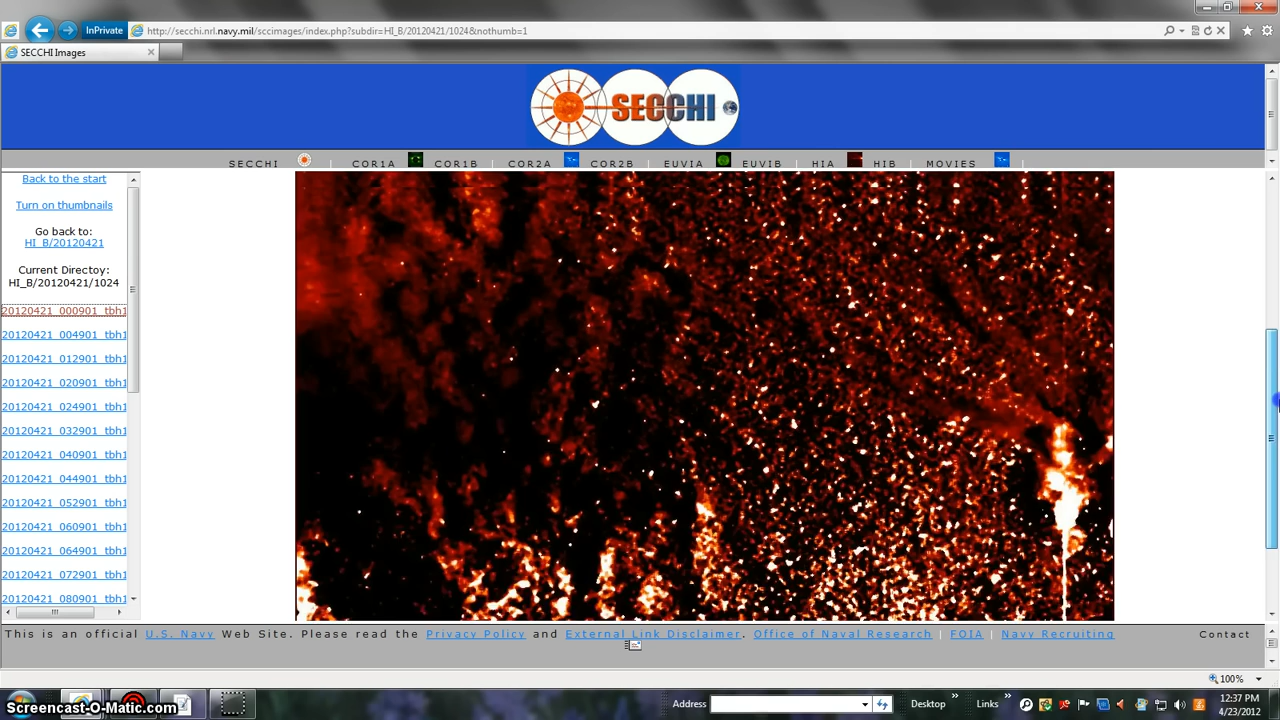 InPrivate
http://secchi.nrl.navy.mil/sccimages/index.php?subdir=HI_B/20120421/1024&nothumb=1
SECCHI Images
SECCHI
SECCHI | COR1A COR1B | COR2A COR2B | EUVIA EUVIB | HIA HIB | MOVIES |
Back to the start
Turn on thumbnails
Go back to:
HI_B/20120421
Current Directoy:
HI_B/20120421/1024
20120421_000901_tbh1
20120421_004901_tbh1
20120421_012901_tbh1
20120421_020901_tbh1
20120421_024901_tbh1
20120421_032901_tbh1
20120421_040901_tbh1
20120421_044901_tbh1
20120421_052901_tbh1
20120421_060901_tbh1
20120421_064901_tbh1
20120421_072901_tbh1
20120421_080901_tbh1
This is an official U.S. Navy Web Site. Please read the Privacy Policy and External Link Disclaimer. Office of Naval Research | FOIA | Navy Recruiting
Contact
100%
Screencast-O-Matic.com
Address
Desktop
Links
12:37 PM
4/23/2012